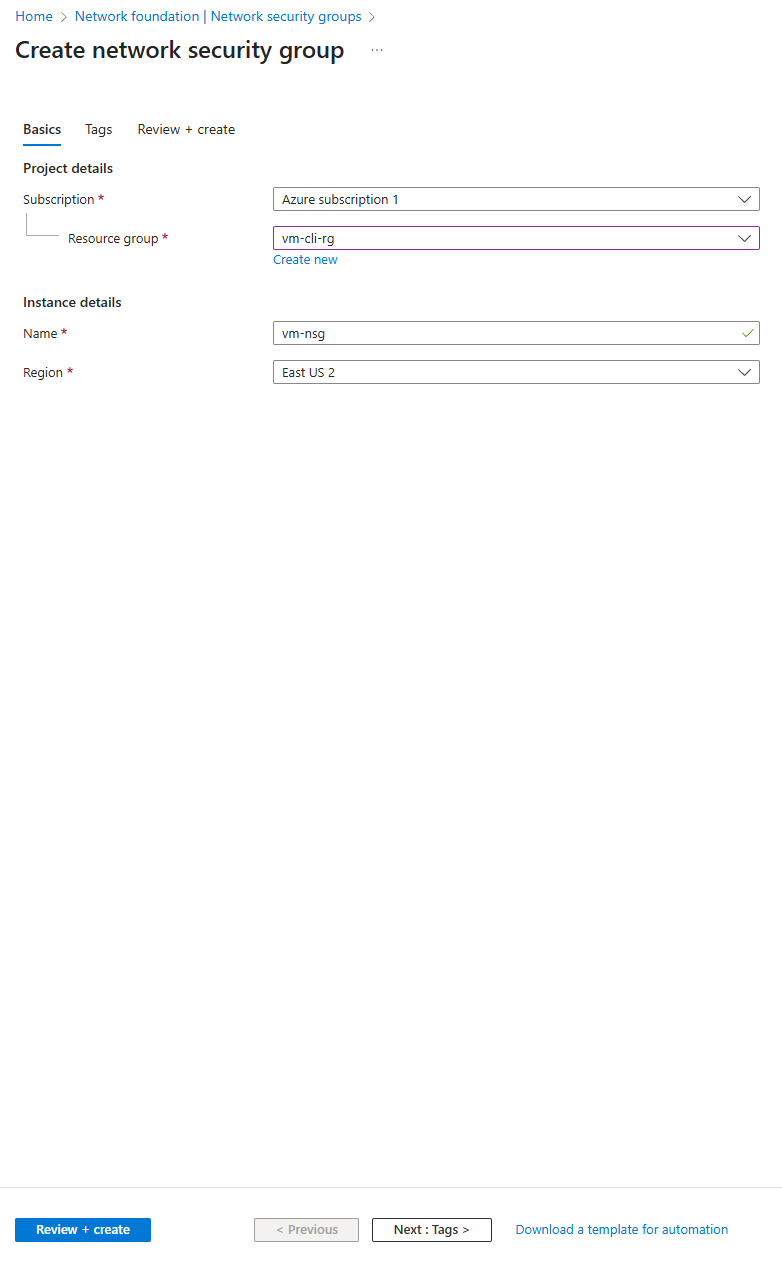 Home > Network foundation | Network security groups >
Create network security group ...
Basics Tags Review + create
Project details
Subscription * Azure subscription 1
Resource group * vm-cli-rg
Create new
Instance details
Name * vm-nsg
Region * East US 2
Review + create < Previous Next : Tags > Download a template for automation